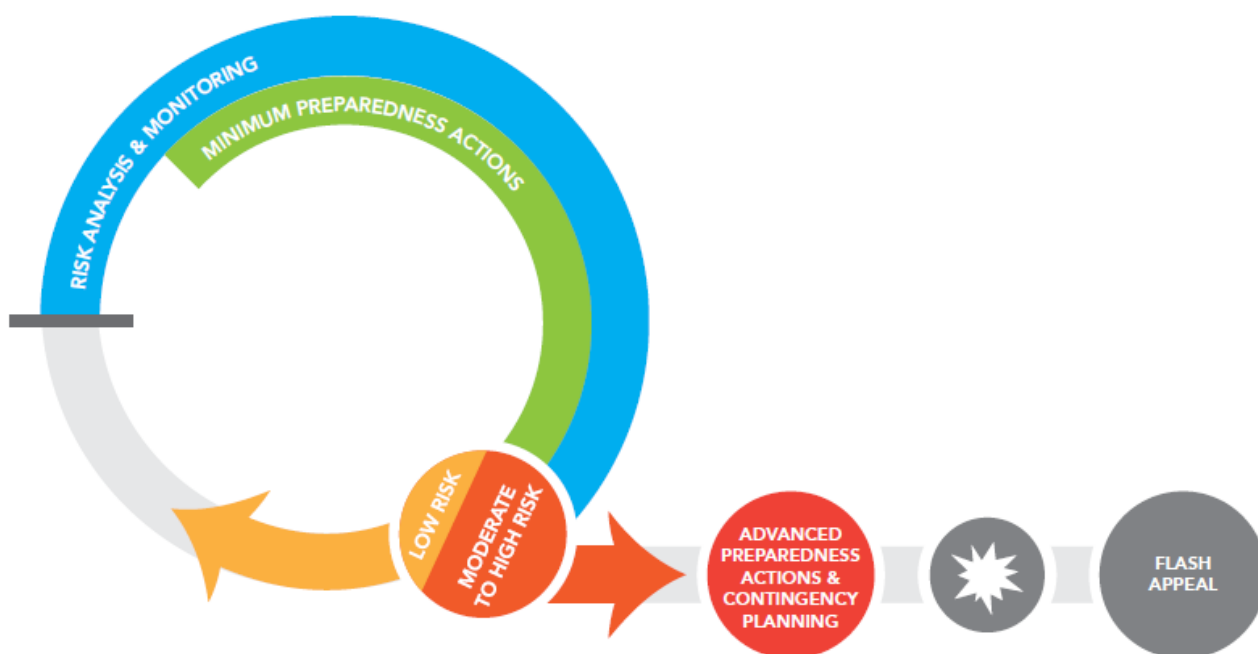 RISK ANALYSIS & MONITORING
MINIMUM PREPAREDNESS ACTIONS
LOW RISK
MODERATE
TO HIGH RISK
ADVANCED
PREPAREDNESS
ACTIONS &
CONTINGENCY
PLANNING
FLASH
APPEAL